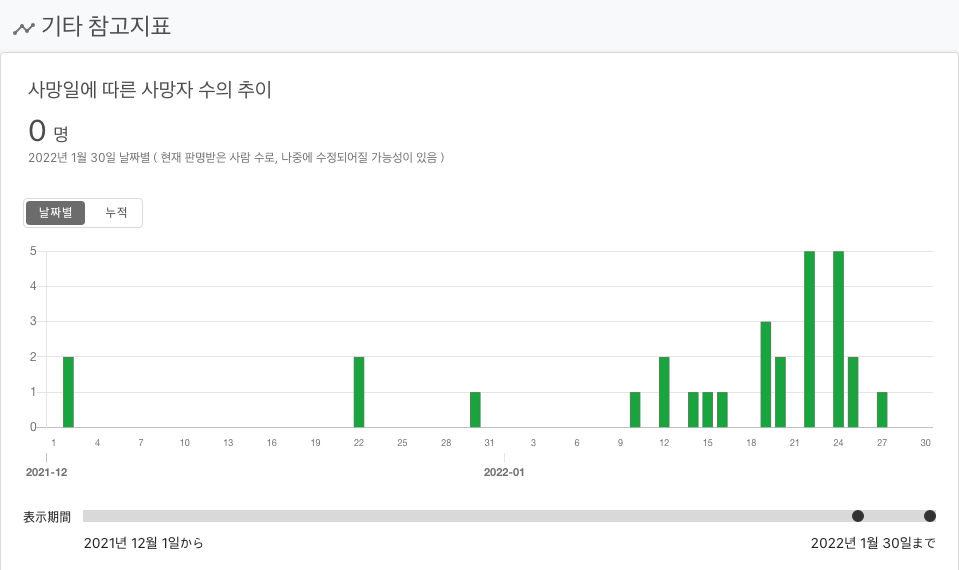 기타 참고지표
사망일에 따른 사망자 수의 추이
0 명
2022년 1월 30일 날짜별 ( 현재 판명받은 사람 수로, 나중에 수정되어질 가능성이 있음 )
날짜별 누적
5
4
3
2
1
0
1 4 7 10 13 16 19 22 25 28 31 3 6 9 12 15 18 21 24 27 30
2021-12 2022-01
表示期間
2021년 12월 1일から 2022년 1월 30일まで